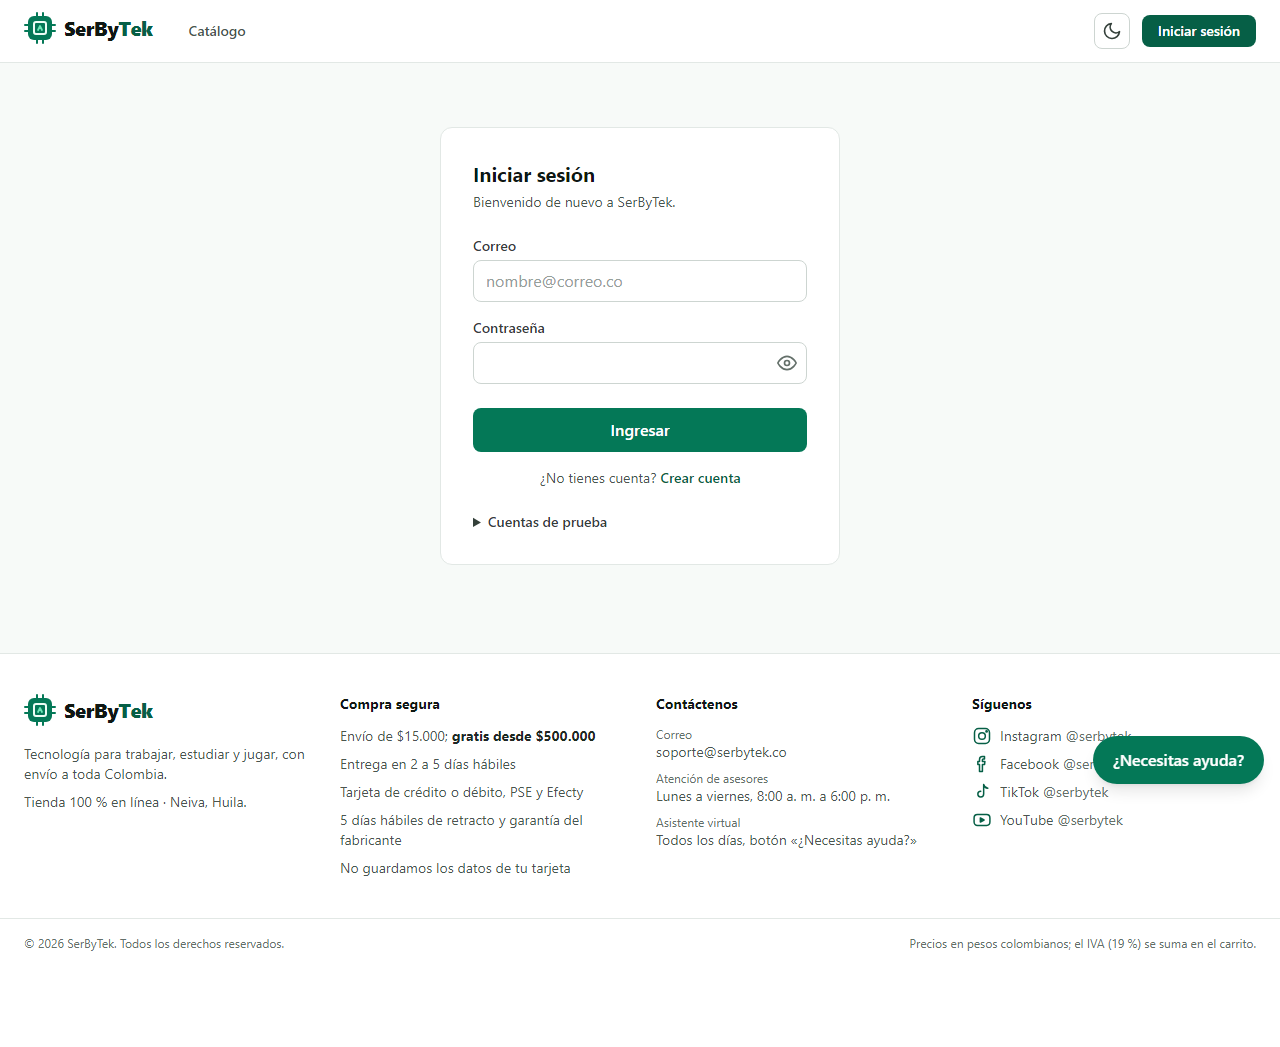 SerByTek
Catálogo
Iniciar sesión
Iniciar sesión
Bienvenido de nuevo a SerByTek.
Correo
nombre@correo.co
Contraseña
Ingresar
¿No tienes cuenta? Crear cuenta
Cuentas de prueba
SerByTek
Tecnología para trabajar, estudiar y jugar, con
envío a toda Colombia.
Tienda 100 % en línea · Neiva, Huila.
Compra segura
Envío de $15.000; gratis desde $500.000
Entrega en 2 a 5 días hábiles
Tarjeta de crédito o débito, PSE y Efecty
5 días hábiles de retracto y garantía del
fabricante
No guardamos los datos de tu tarjeta
Contáctenos
Correo
soporte@serbytek.co
Atención de asesores
Lunes a viernes, 8:00 a. m. a 6:00 p. m.
Asistente virtual
Todos los días, botón «¿Necesitas ayuda?»
Síguenos
Instagram @serbytek
Facebook
¿Necesitas ayuda?
TikTok @serbytek
YouTube @serbytek
© 2026 SerByTek. Todos los derechos reservados.
Precios en pesos colombianos; el IVA (19 %) se suma en el carrito.